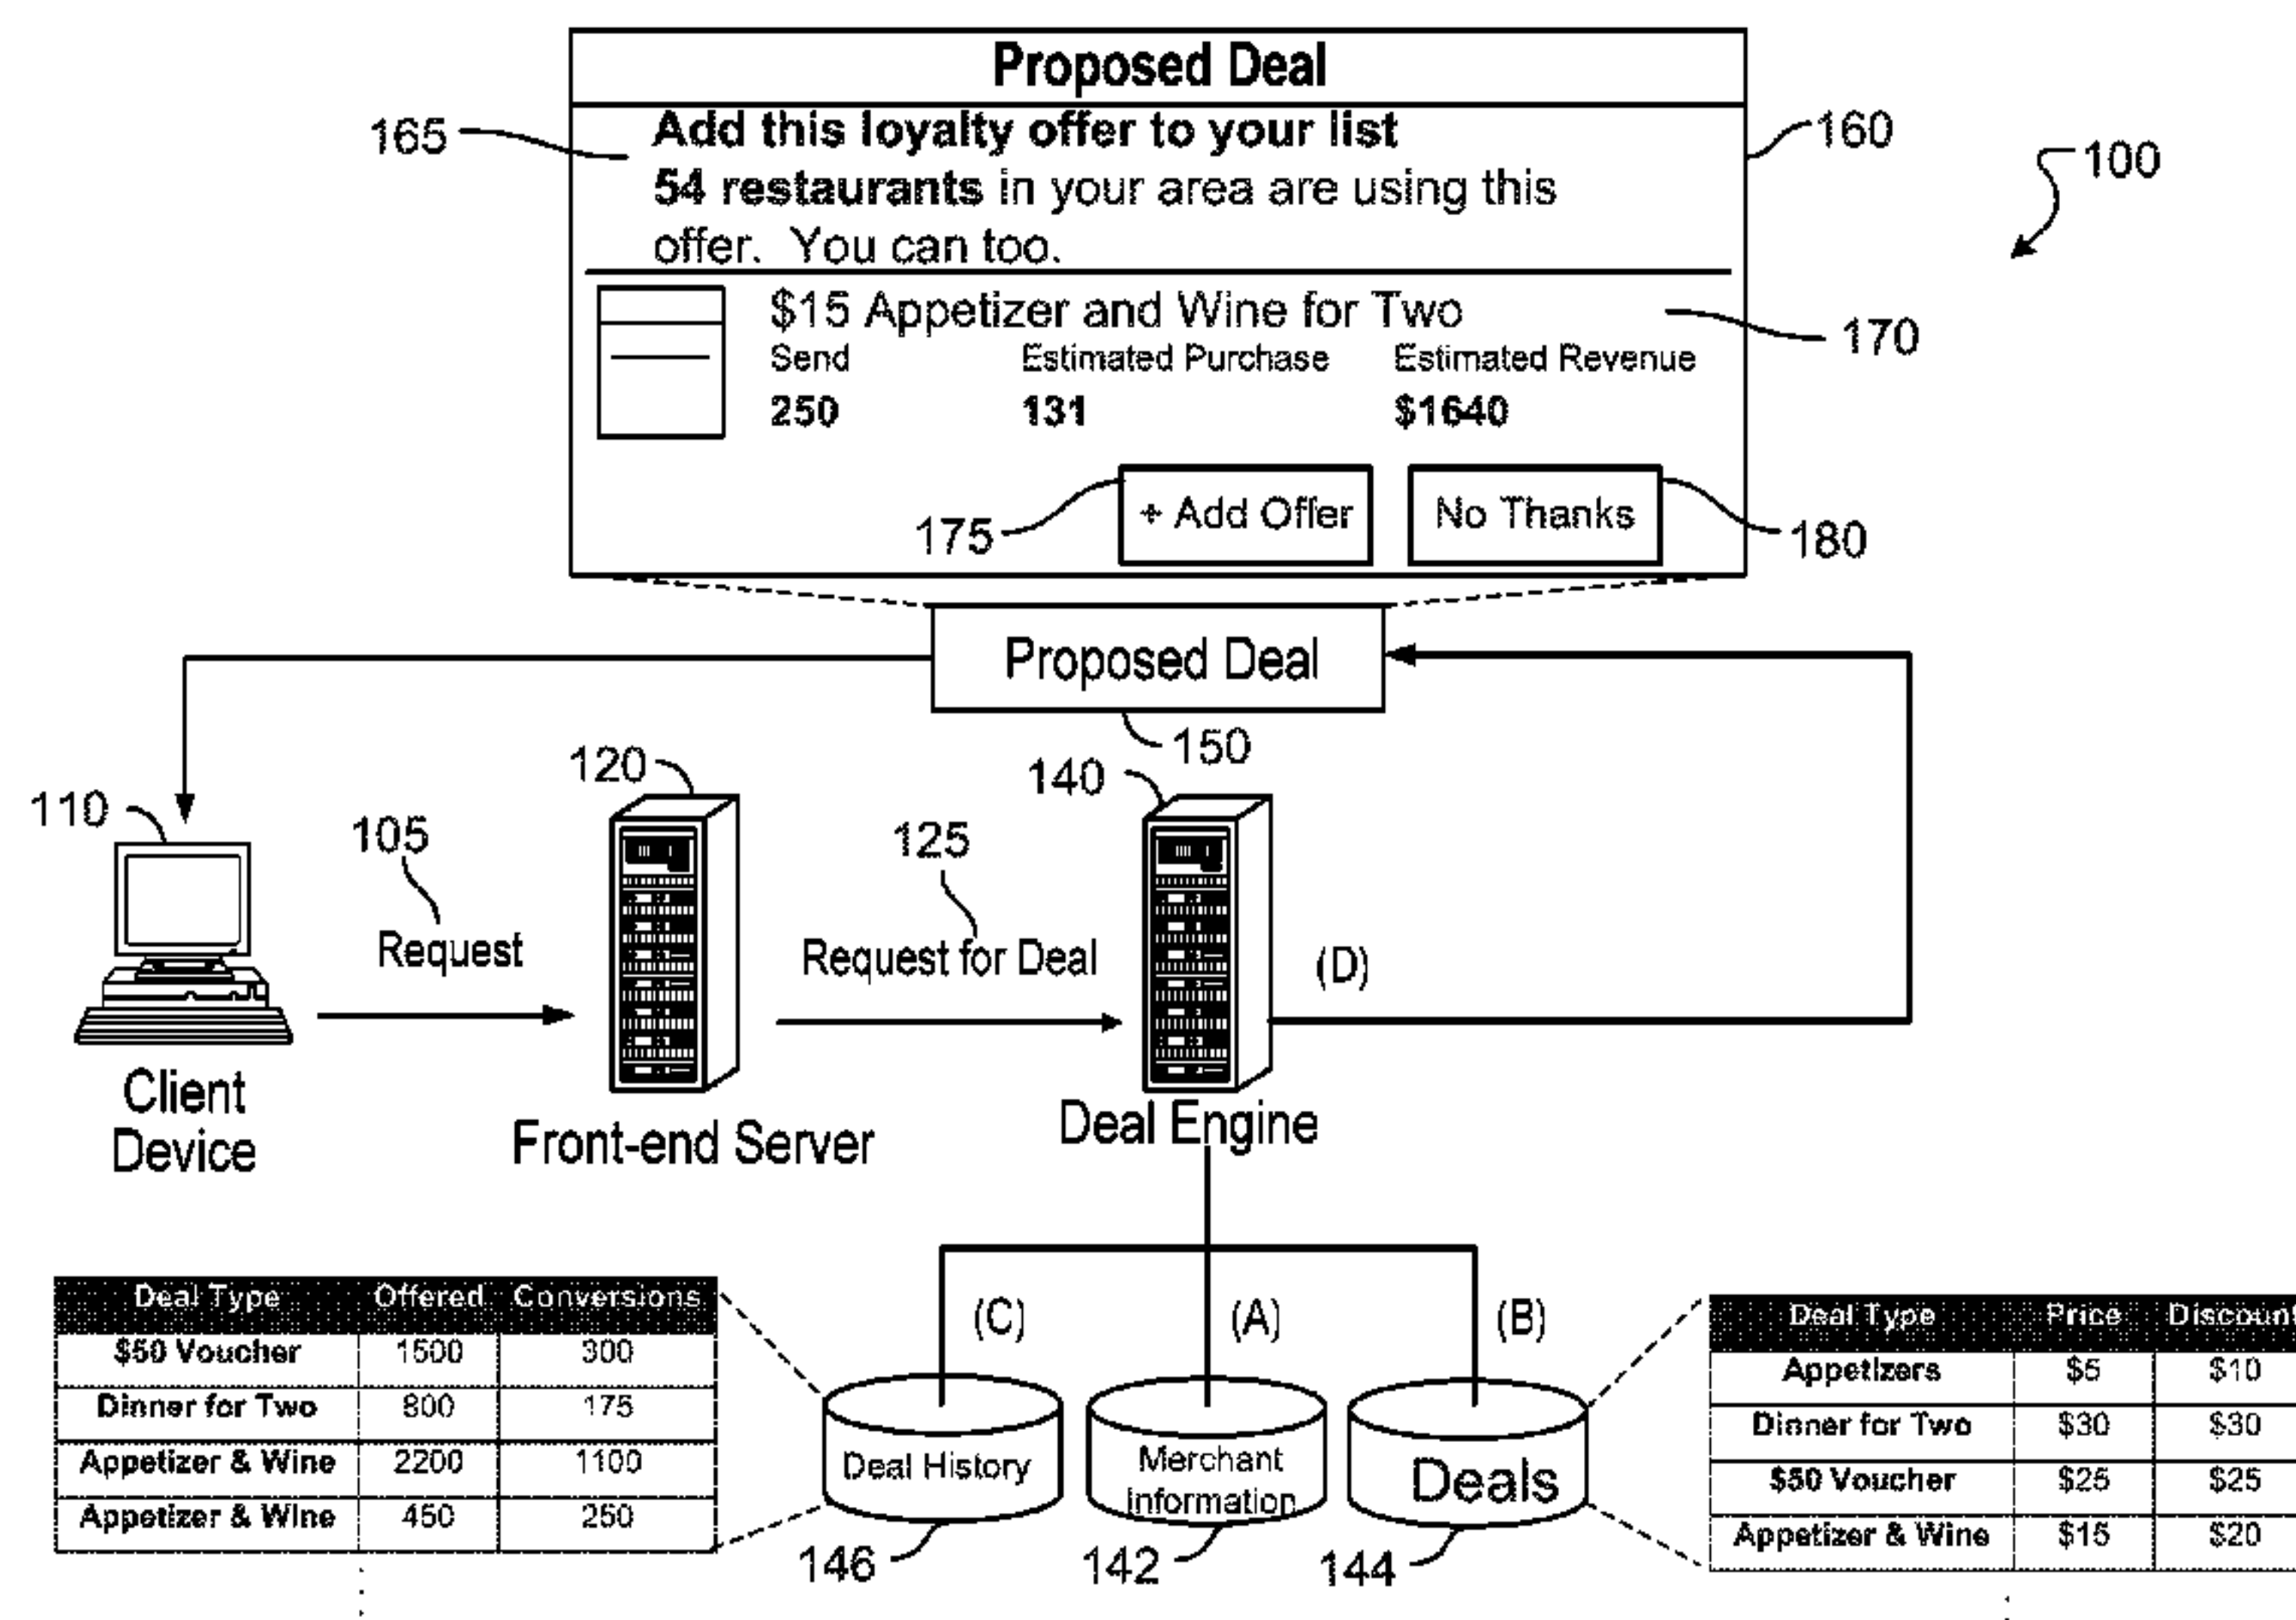 Proposed Deal
165
Add this loyalty offer to your list
54 restaurants in your area are using this
offer. You can too.
160
100
$15 Appetizer and Wine for Two
170
Send Estimated Purchase Estimated Revenue
250 131 $1640
175
+ Add Offer
No Thanks
180
Proposed Deal
150
110
105
120
125
140
Request
Request for Deal
(D)
Client
Device
Front-end Server
Deal Engine
(C)
(A)
(B)
Deal Type Offered Conversions
$50 Voucher 1500 300
Dinner for Two 800 175
Appetizer & Wine 2200 1100
Appetizer & Wine 450 250
Deal History
146
Merchant
information
142
Deals
144
Deal Type Price Discount
Appetizers $5 $10
Dinner for Two $30 $30
$50 Voucher $25 $25
Appetizer & Wine $15 $20